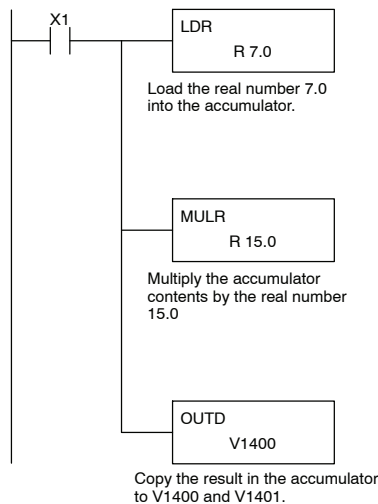 X1
LDR
R 7.0
Load the real number 7.0
into the accumulator.
MULR
R 15.0
Multiply the accumulator
contents by the real number
15.0
OUTD
V1400
Copy the result in the accumulator
to V1400 and V1401.